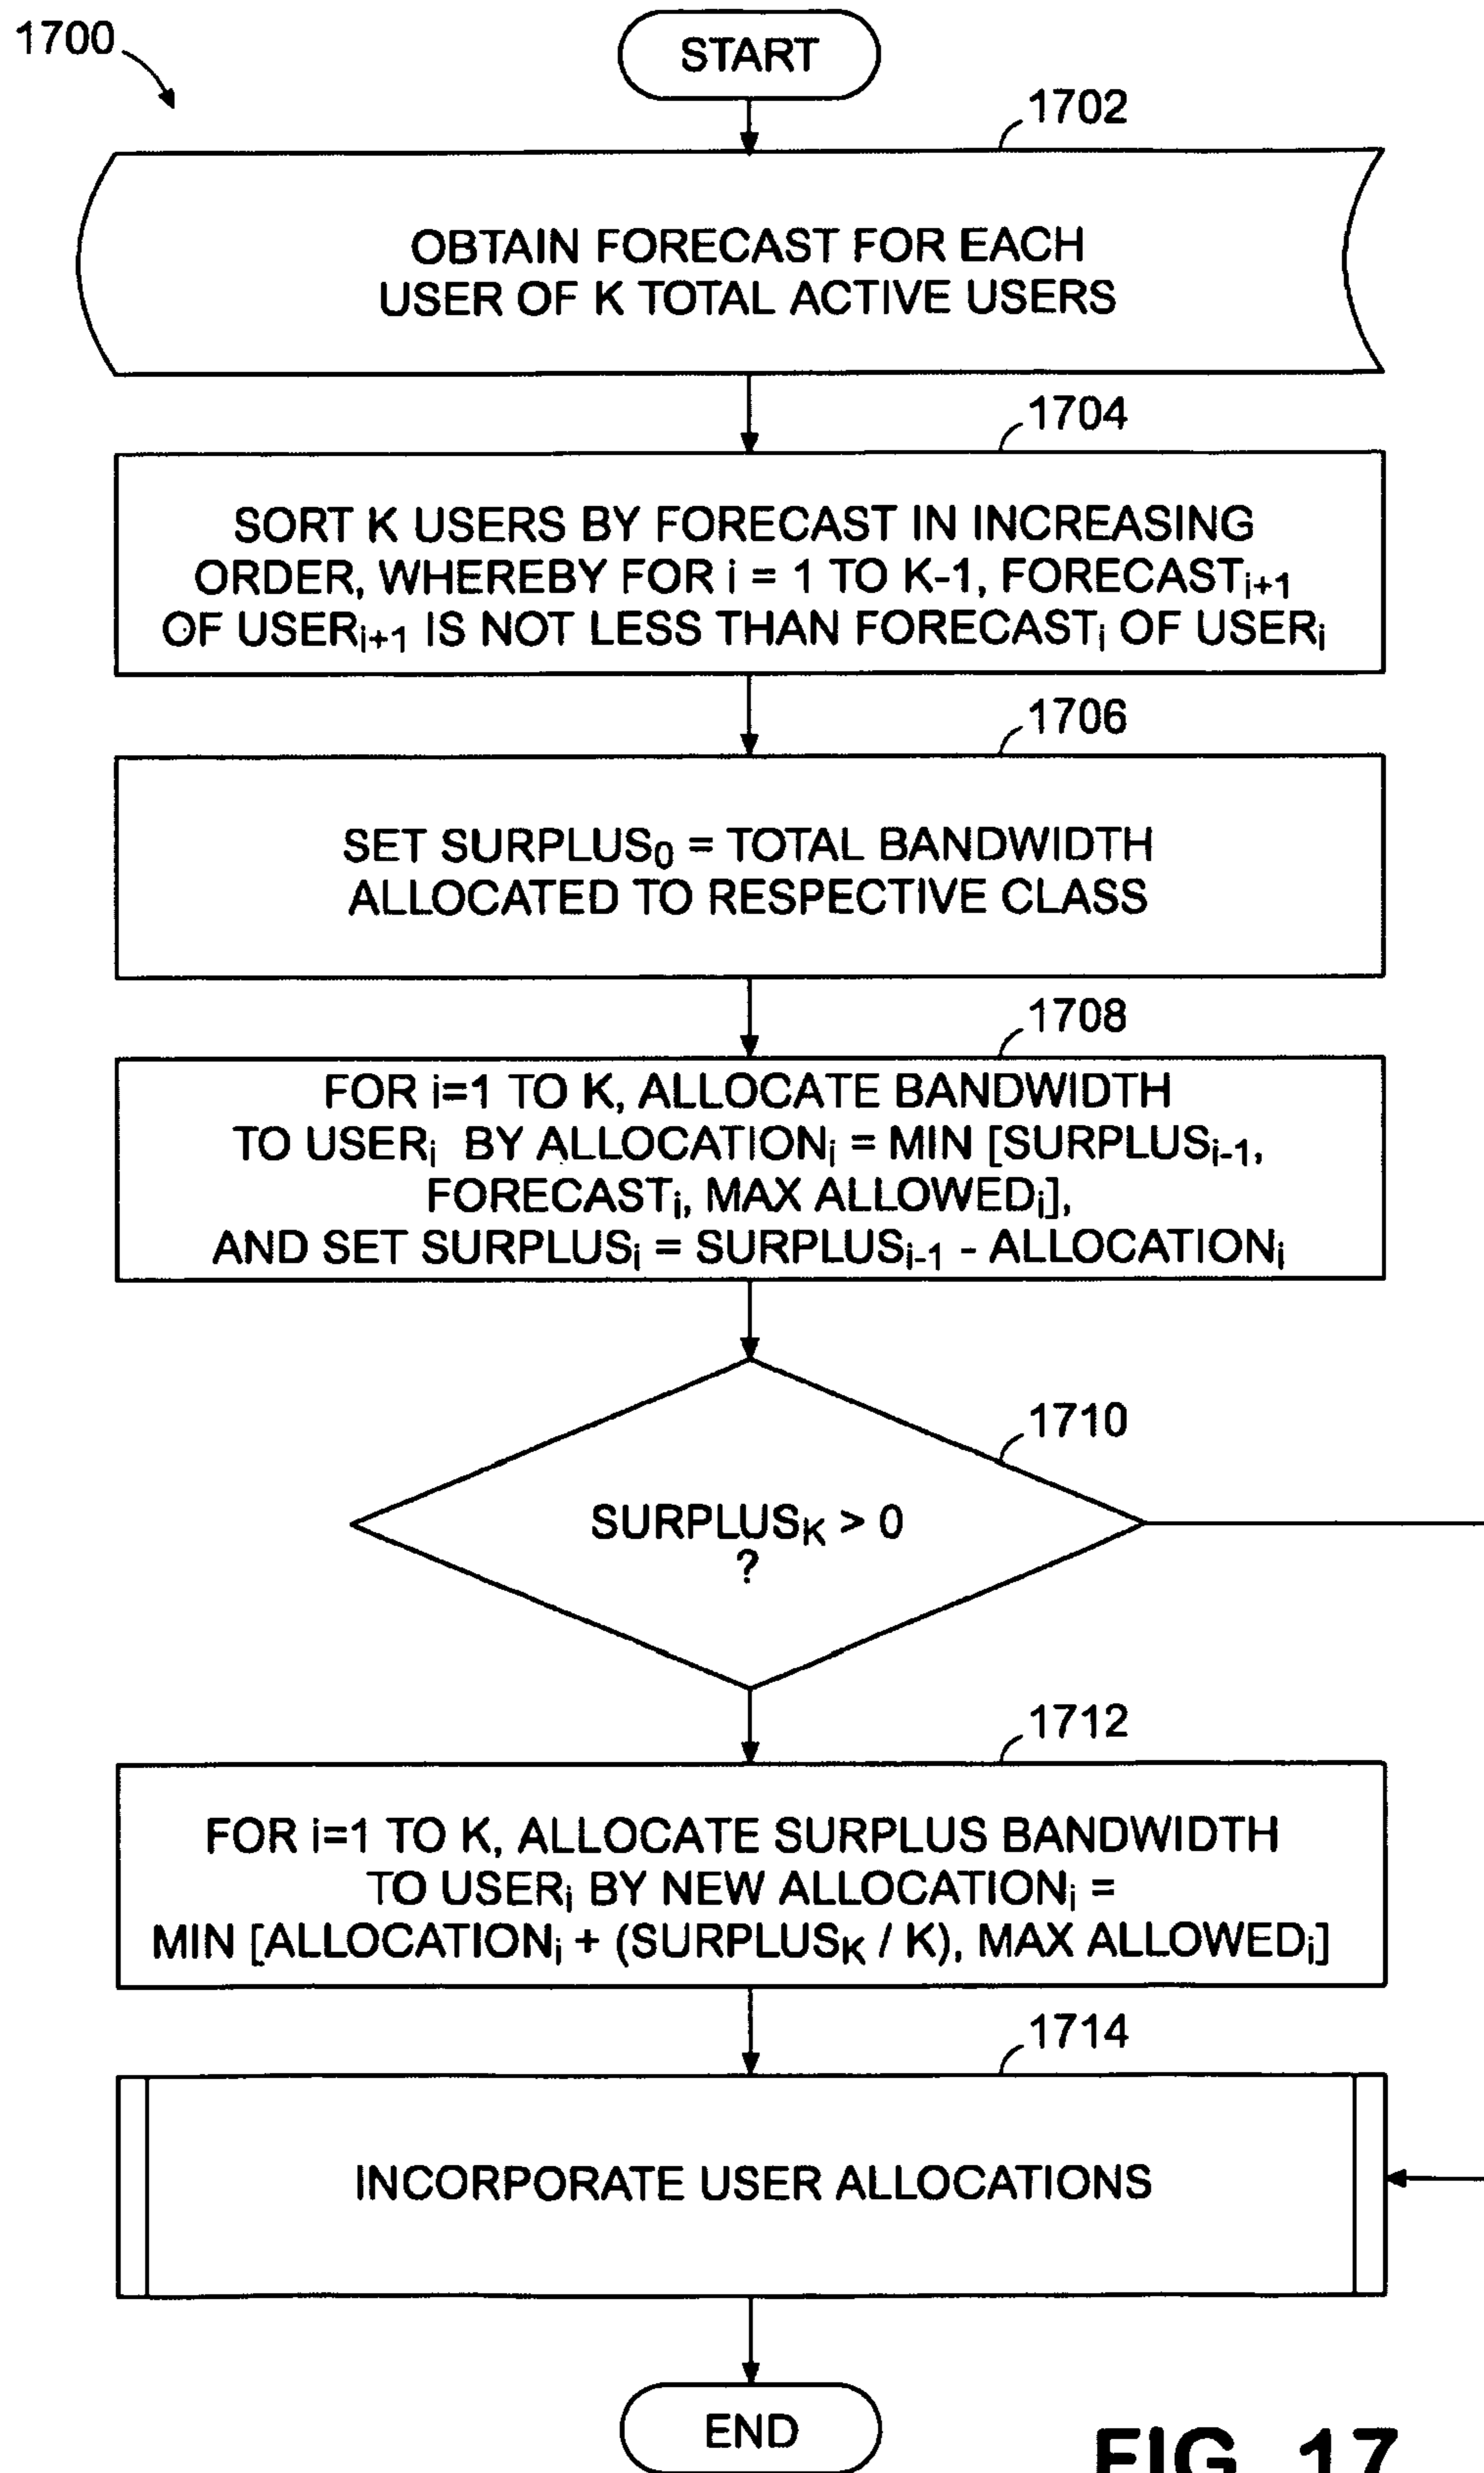 1700
START
1702
OBTAIN FORECAST FOR EACH
USER OF K TOTAL ACTIVE USERS
1704
SORT K USERS BY FORECAST IN INCREASING
ORDER, WHEREBY FOR i = 1 TO K-1, FORECASTi+1
OF USERi+1 IS NOT LESS THAN FORECASTi OF USERi
1706
SET SURPLUS0 = TOTAL BANDWIDTH
ALLOCATED TO RESPECTIVE CLASS
1708
FOR i=1 TO K, ALLOCATE BANDWIDTH
TO USERi BY ALLOCATIONi = MIN [SURPLUSi-1,
FORECASTi, MAX ALLOWEDi],
AND SET SURPLUSi = SURPLUSi-1 - ALLOCATIONi
1710
SURPLUSK > 0
?
1712
FOR i=1 TO K, ALLOCATE SURPLUS BANDWIDTH
TO USERi BY NEW ALLOCATIONi =
MIN [ALLOCATIONi + (SURPLUSK / K), MAX ALLOWEDi]
1714
INCORPORATE USER ALLOCATIONS
END
FIG. 17